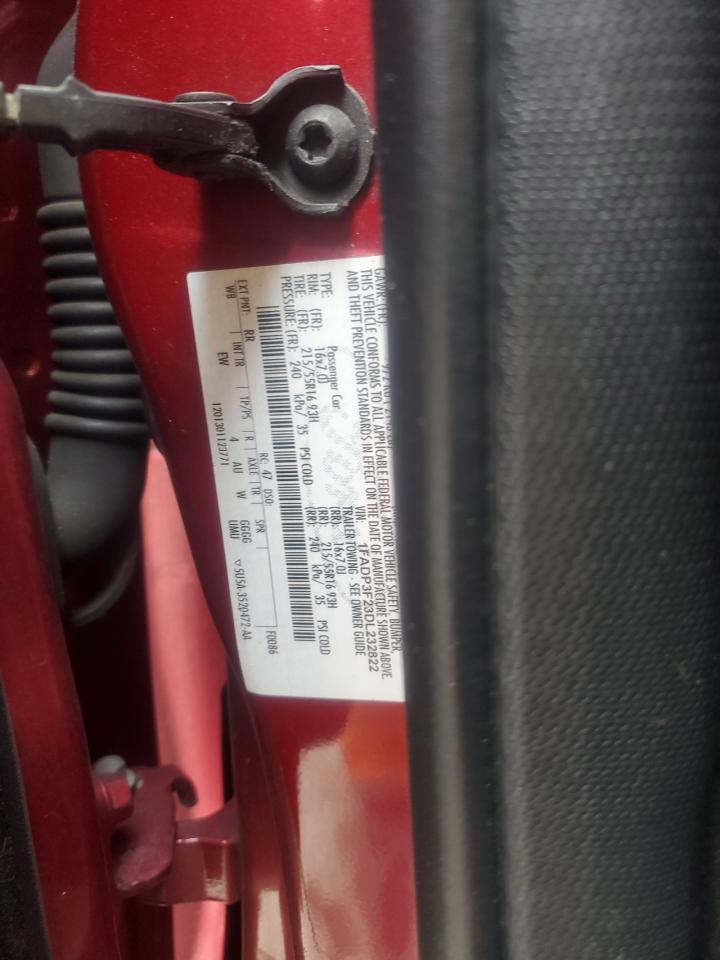 GAWR:(FR):
THIS VEHICLE CONFORMS TO ALL APPLICABLE FEDERAL MOTOR VEHICLE SAFETY, BUMPER,
AND THEFT PREVENTION STANDARDS IN EFFECT ON THE DATE OF MANUFACTURE SHOWN ABOVE.
VIN: 1FADP3F23DL232822
TYPE: Passenger Car TRAILER TOWING - SEE OWNER GUIDE
RIM: (FR): 16x7.0J (RR): 16x7.0J
TIRE: (FR): 215/55R16 93H (RR): 215/55R16 93H
PRESSURE: (FR): 240 kPa/ 35 PSI COLD (RR): 240 kPa/ 35 PSI COLD
RC: 47 DSO: F0086
EXT PNT: RR INT TR TP/PS R AXLE TR SPR
WB EW 4 AU W GGGG UMU
1201301123771 ▽5U5A-3520472-AA